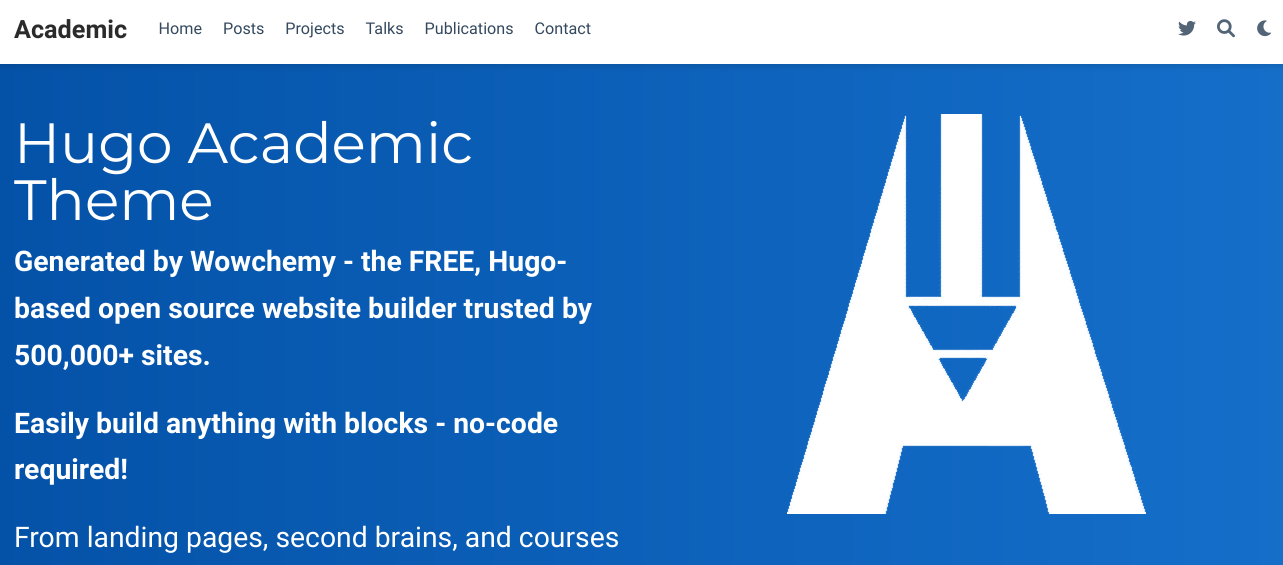 Academic Home Posts Projects Talks Publications Contact
Hugo Academic
Theme
Generated by Wowchemy - the FREE, Hugo-
based open source website builder trusted by
500,000+ sites.
Easily build anything with blocks - no-code
required!
From landing pages, second brains, and courses